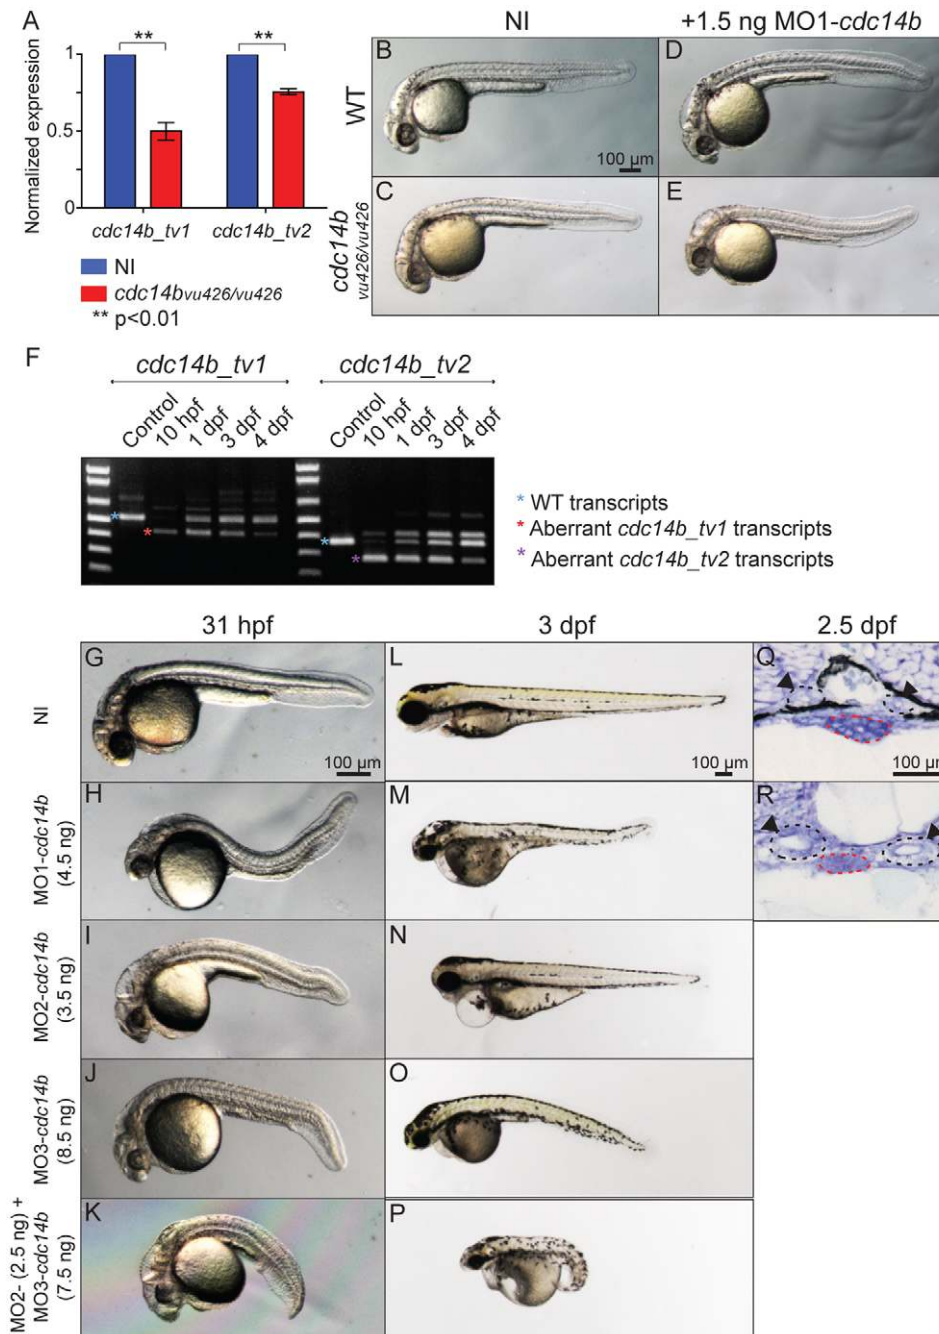 A
NI
+1.5 ng MO1-cdc14b
** **
1
0.5
0
Normalized expression
cdc14b_tv1 cdc14b_tv2
NI
cdc14bvu426/vu426
** p<0.01
WT
B
100 µm
D
cdc14b
vu426/vu426
C
E
F
cdc14b_tv1 cdc14b_tv2
Control 10 hpf 1 dpf 3 dpf 4 dpf Control 10 hpf 1 dpf 3 dpf 4 dpf
* * * *
* WT transcripts
* Aberrant cdc14b_tv1 transcripts
* Aberrant cdc14b_tv2 transcripts
31 hpf 3 dpf 2.5 dpf
NI
G
100 µm
L
100 µm
Q
100 µm
MO1-cdc14b
(4.5 ng)
H
M
R
MO2-cdc14b
(3.5 ng)
I
N
MO3-cdc14b
(8.5 ng)
J
O
MO2- (2.5 ng) +
MO3-cdc14b
(7.5 ng)
K
P